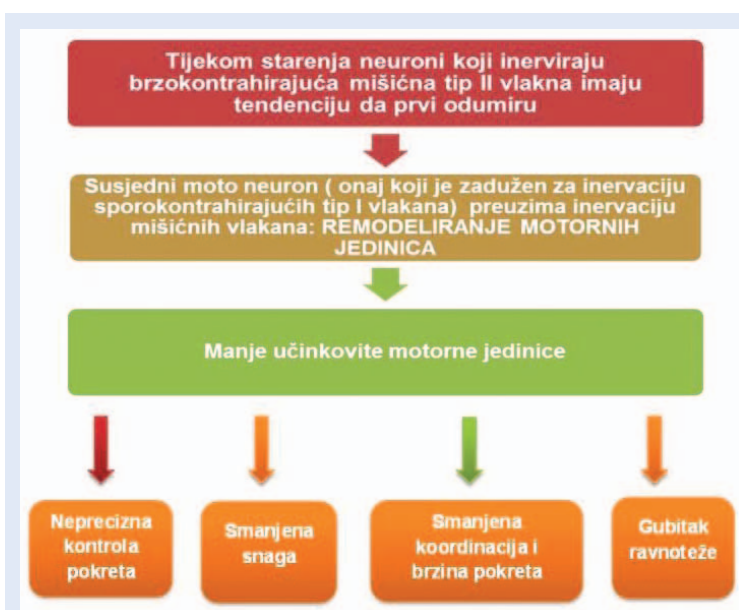 Tijekom starenja neuroni koji inerviraju
brzokontrahirajuća mišićna tip II vlakna imaju
tendenciju da prvi odumiru
Susjedni moto neuron ( onaj koji je zadužen za inervaciju
sporokontrahirajućih tip I vlakana) preuzima inervaciju
mišićnih vlakana: REMODELIRANJE MOTORNIH
JEDINICA
Manje učinkovite motorne jedinice
Neprecizna
kontrola
pokreta
Smanjena
snaga
Smanjena
koordinacija i
brzina pokreta
Gubitak
ravnoteže